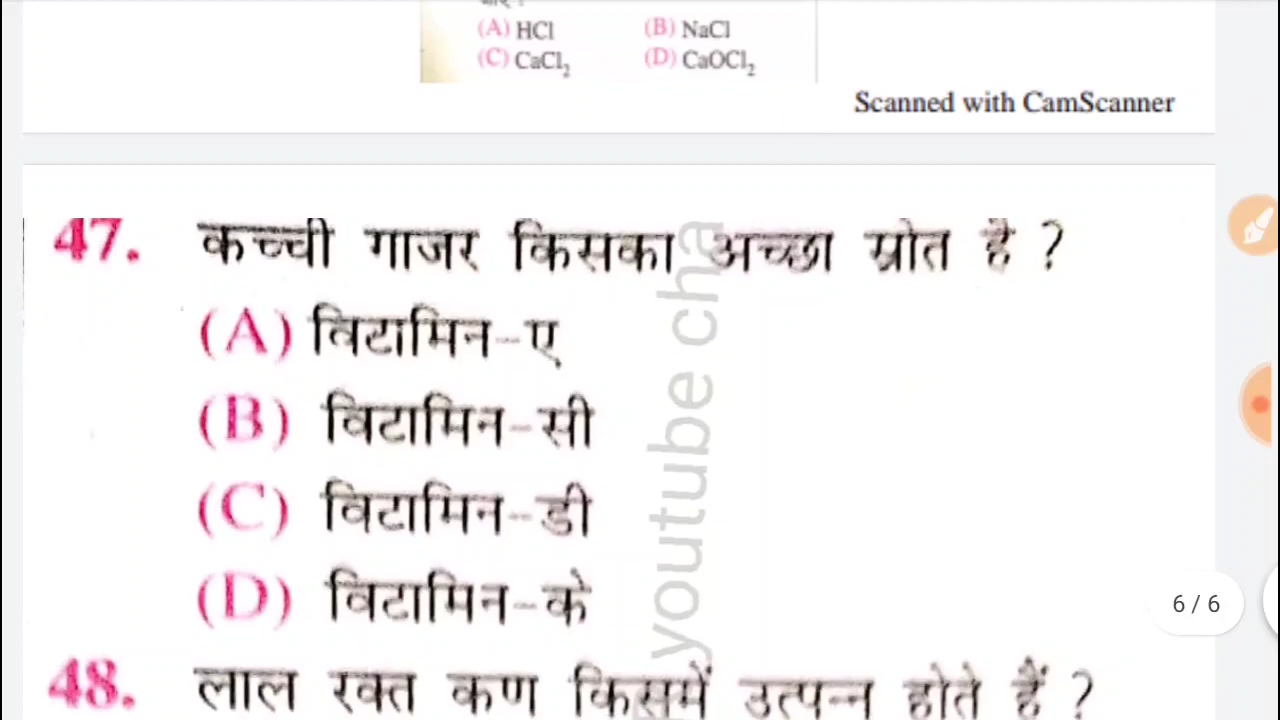 (A) HCl (B) NaCl
(C) CaCl₂ (D) CaOCl₂
Scanned with CamScanner
47. कच्ची गाजर किसका अच्छा स्रोत है ?
(A) विटामिन-ए
(B) विटामिन-सी
(C) विटामिन-डी
(D) विटामिन-के
youtube cha
6 / 6
48. लाल रक्त कण किसमें उत्पन्न होते हैं ?